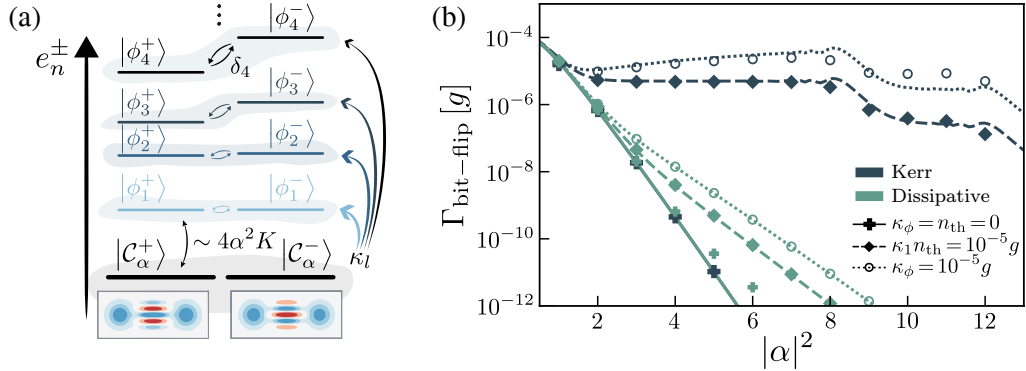 (a)
⋮
e_n^±
|ϕ_4^+⟩
|ϕ_4^−⟩
δ_4
|ϕ_3^+⟩
|ϕ_3^−⟩
|ϕ_2^+⟩
|ϕ_2^−⟩
|ϕ_1^+⟩
|ϕ_1^−⟩
∼ 4α²K
κ_l
|𝒞_α^+⟩
|𝒞_α^−⟩
(b)
Γ_bit−flip [g]
10^−4
10^−6
10^−8
10^−10
10^−12
Kerr
Dissipative
κ_ϕ = n_th = 0
κ_1 n_th = 10^−5 g
κ_ϕ = 10^−5 g
2 4 6 8 10 12
|α|²